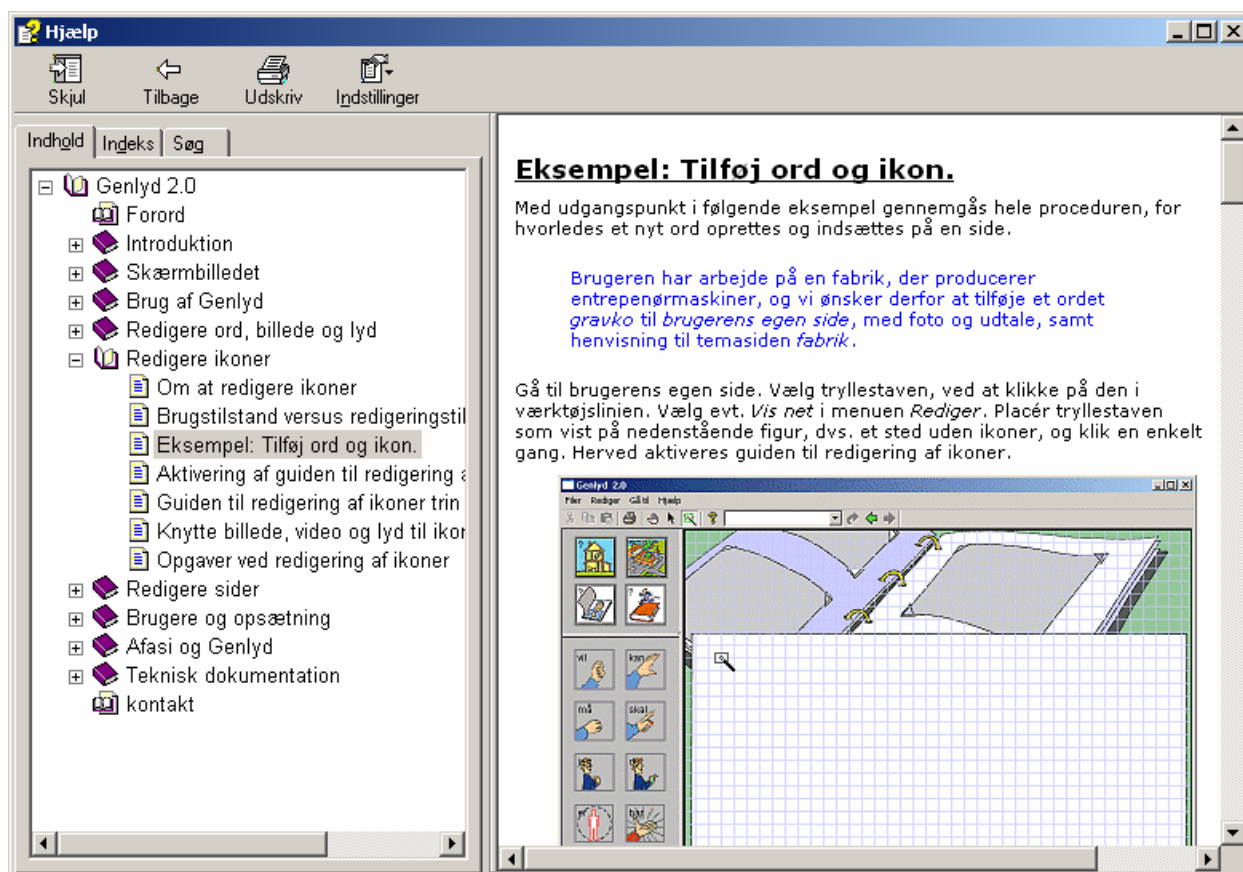 Hjælp
Skjul
Tilbage
Udskriv
Indstillinger
Indhold
Indeks
Søg
Genlyd 2.0
Forord
Introduktion
Skærmbilledet
Brug af Genlyd
Redigere ord, billede og lyd
Redigere ikoner
Om at redigere ikoner
Brugstilstand versus redigeringstil
Eksempel: Tilføj ord og ikon.
Aktivering af guiden til redigering a
Guiden til redigering af ikoner trin
Knytte billede, video og lyd til ikor
Opgaver ved redigering af ikoner
Redigere sider
Brugere og opsætning
Afasi og Genlyd
Teknisk dokumentation
kontakt
Eksempel: Tilføj ord og ikon.
Med udgangspunkt i følgende eksempel gennemgås hele proceduren, for
hvorledes et nyt ord oprettes og indsættes på en side.
Brugeren har arbejde på en fabrik, der producerer
entrepenørmaskiner, og vi ønsker derfor at tilføje et ordet
gravko til brugerens egen side, med foto og udtale, samt
henvisning til temasiden fabrik.
Gå til brugerens egen side. Vælg tryllestaven, ved at klikke på den i
værktøjslinien. Vælg evt. Vis net i menuen Rediger. Placér tryllestaven
som vist på nedenstående figur, dvs. et sted uden ikoner, og klik en enkelt
gang. Herved aktiveres guiden til redigering af ikoner.
Genlyd 2.0
Filer Rediger Gå til Hjælp
vil
kan
må
skal